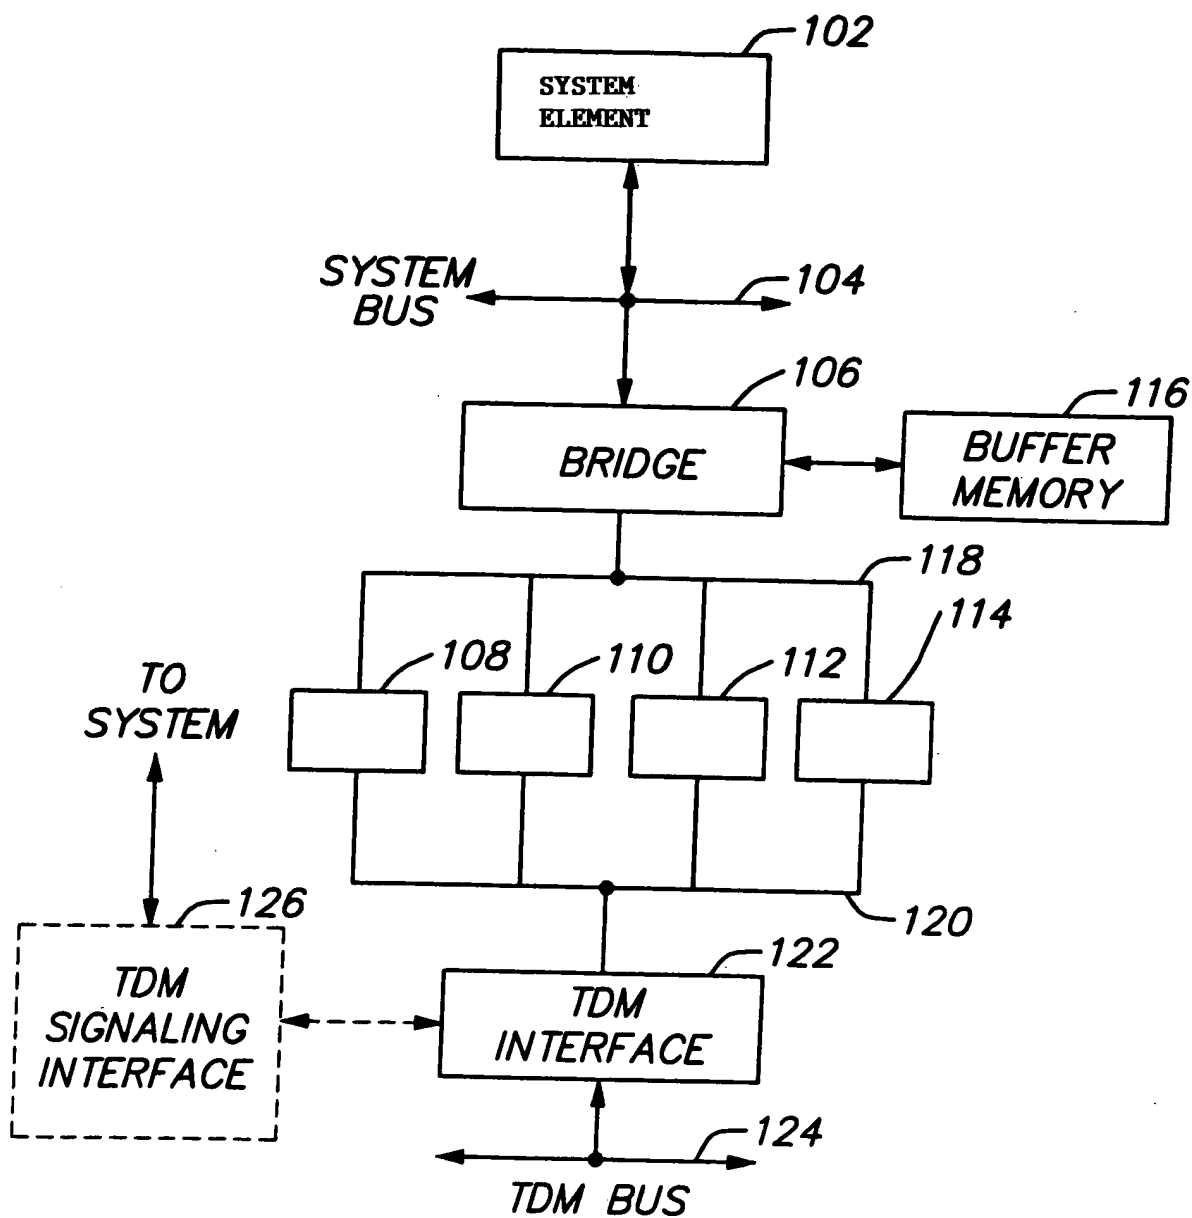 102
SYSTEM
ELEMENT
SYSTEM
BUS
104
106
BRIDGE
116
BUFFER
MEMORY
118
108
110
112
114
TO
SYSTEM
120
126
TDM
SIGNALING
INTERFACE
122
TDM
INTERFACE
124
TDM BUS